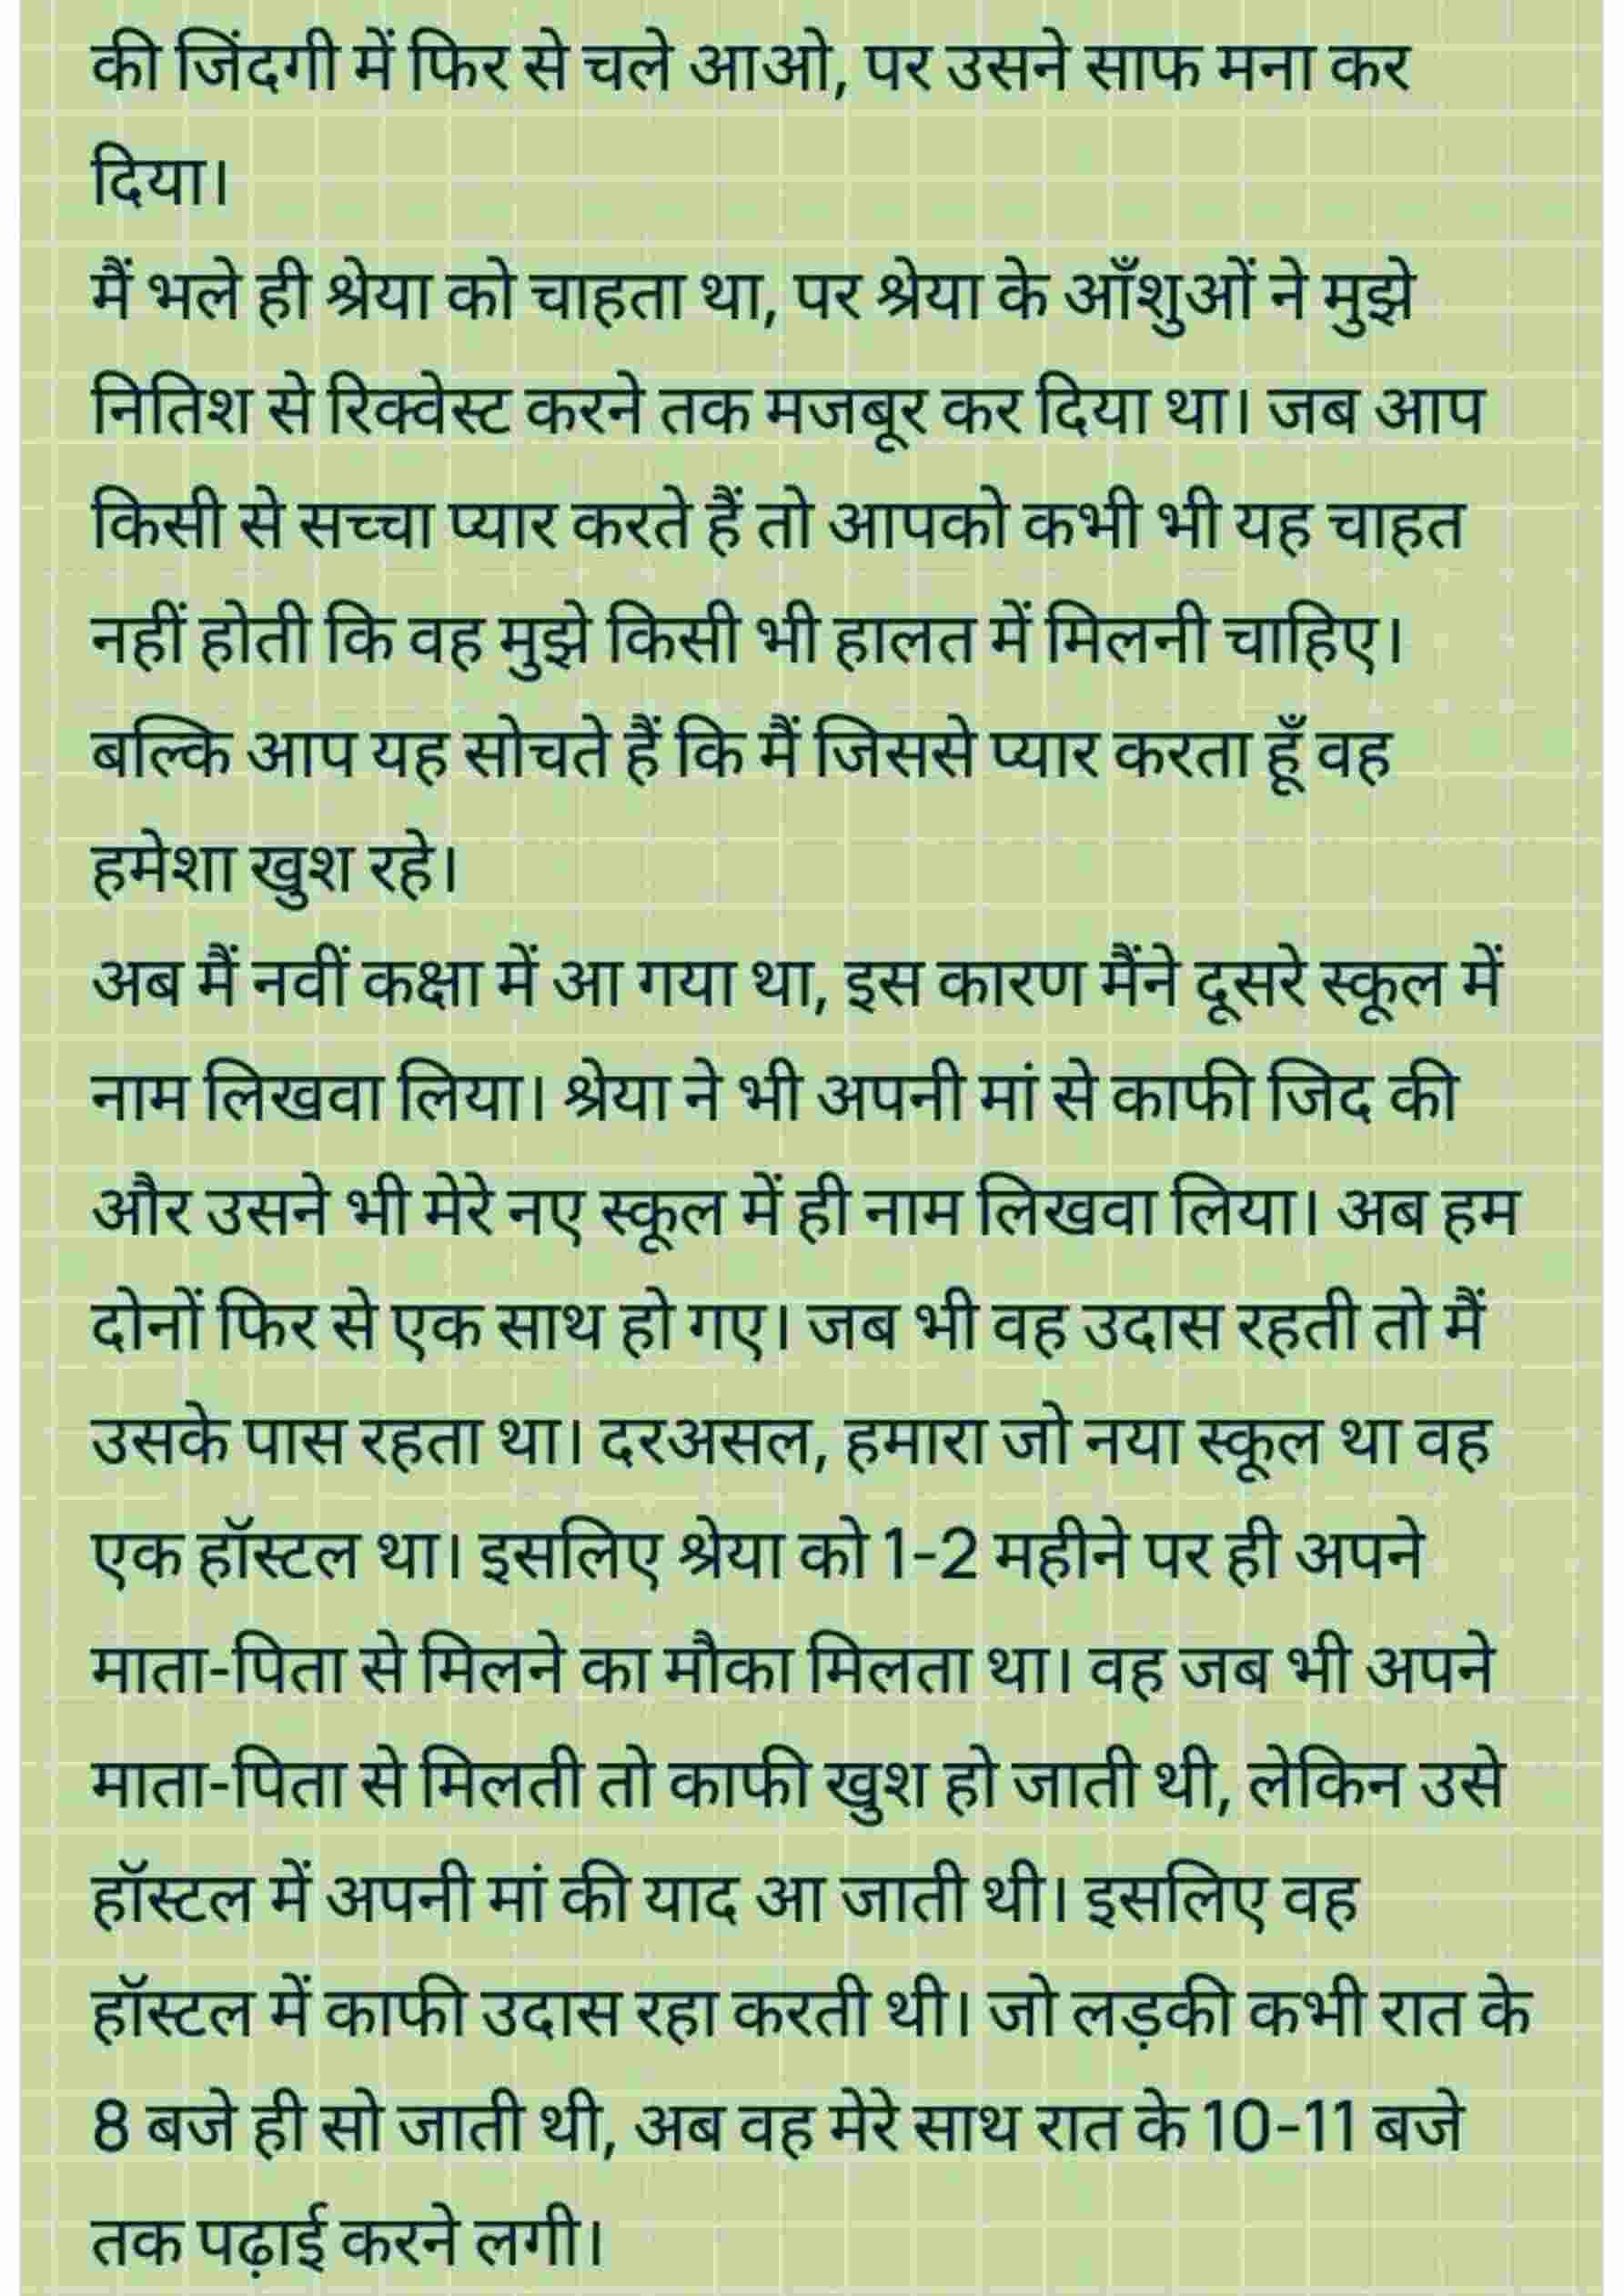 की जिंदगी में फिर से चले आओ, पर उसने साफ मना कर
दिया।
मैं भले ही श्रेया को चाहता था, पर श्रेया के आँशुओं ने मुझे
नितिश से रिक्वेस्ट करने तक मजबूर कर दिया था। जब आप
किसी से सच्चा प्यार करते हैं तो आपको कभी भी यह चाहत
नहीं होती कि वह मुझे किसी भी हालत में मिलनी चाहिए।
बल्कि आप यह सोचते हैं कि मैं जिससे प्यार करता हूँ वह
हमेशा खुश रहे।
अब मैं नवीं कक्षा में आ गया था, इस कारण मैंने दूसरे स्कूल में
नाम लिखवा लिया। श्रेया ने भी अपनी मां से काफी जिद की
और उसने भी मेरे नए स्कूल में ही नाम लिखवा लिया। अब हम
दोनों फिर से एक साथ हो गए। जब भी वह उदास रहती तो मैं
उसके पास रहता था। दरअसल, हमारा जो नया स्कूल था वह
एक हॉस्टल था। इसलिए श्रेया को 1-2 महीने पर ही अपने
माता-पिता से मिलने का मौका मिलता था। वह जब भी अपने
माता-पिता से मिलती तो काफी खुश हो जाती थी, लेकिन उसे
हॉस्टल में अपनी मां की याद आ जाती थी। इसलिए वह
हॉस्टल में काफी उदास रहा करती थी। जो लड़की कभी रात के
8 बजे ही सो जाती थी, अब वह मेरे साथ रात के 10-11 बजे
तक पढ़ाई करने लगी।